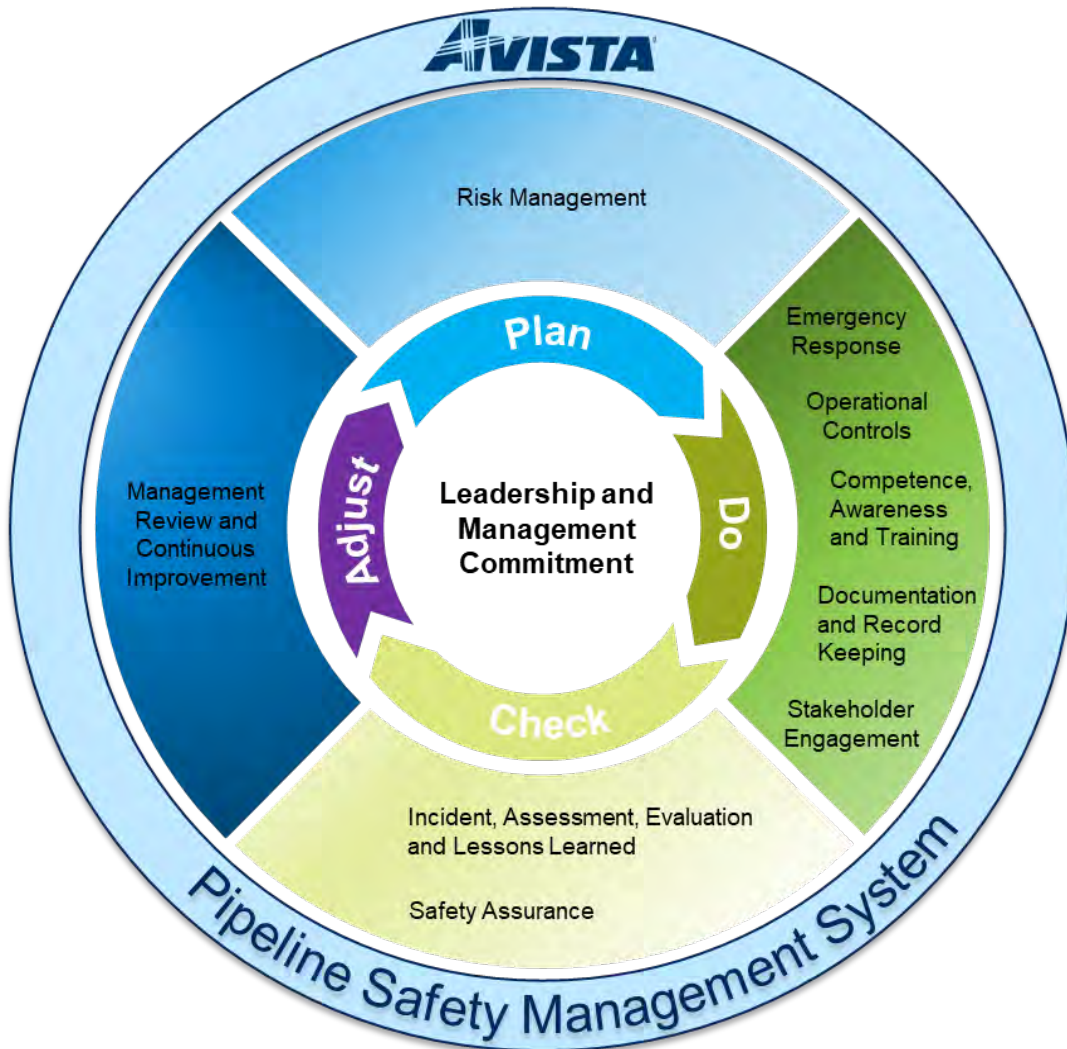 AVISTA
Risk Management
Plan
Emergency
Response
Operational
Controls
Competence,
Awareness
and Training
Documentation
and Record
Keeping
Stakeholder
Engagement
Do
Leadership and
Management
Commitment
Adjust
Management
Review and
Continuous
Improvement
Check
Incident, Assessment, Evaluation
and Lessons Learned
Safety Assurance
Pipeline Safety Management System